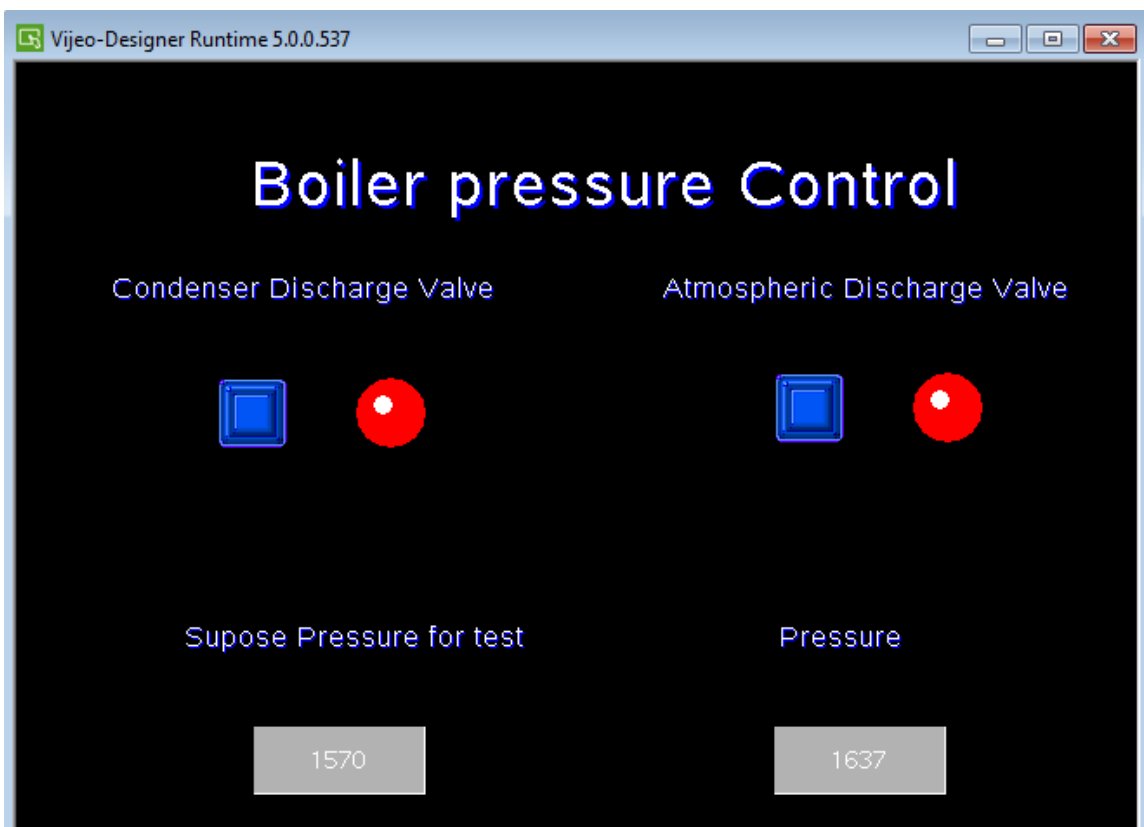 Vijeo-Designer Runtime 5.0.0.537
Boiler pressure Control
Condenser Discharge Valve
Atmospheric Discharge Valve
Supose Pressure for test
Pressure
1570
1637